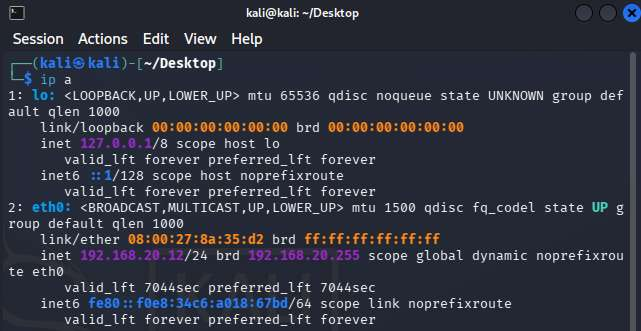 kali@kali: ~/Desktop
Session Actions Edit View Help
┌──(kali㉿kali)-[~/Desktop]
└─$ ip a
1: lo: <LOOPBACK,UP,LOWER_UP> mtu 65536 qdisc noqueue state UNKNOWN group def
ault qlen 1000
    link/loopback 00:00:00:00:00:00 brd 00:00:00:00:00:00
    inet 127.0.0.1/8 scope host lo
       valid_lft forever preferred_lft forever
    inet6 ::1/128 scope host noprefixroute
       valid_lft forever preferred_lft forever
2: eth0: <BROADCAST,MULTICAST,UP,LOWER_UP> mtu 1500 qdisc fq_codel state UP g
roup default qlen 1000
    link/ether 08:00:27:8a:35:d2 brd ff:ff:ff:ff:ff:ff
    inet 192.168.20.12/24 brd 192.168.20.255 scope global dynamic noprefixrou
te eth0
       valid_lft 7044sec preferred_lft 7044sec
    inet6 fe80::f0e8:34c6:a018:67bd/64 scope link noprefixroute
       valid_lft forever preferred_lft forever